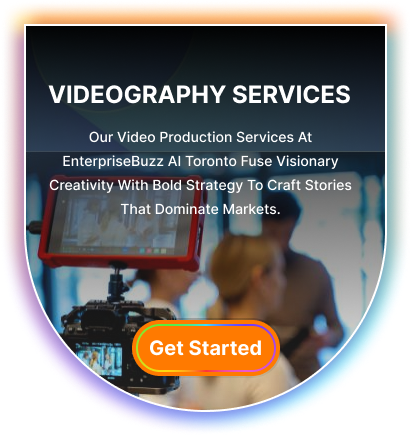 VIDEOGRAPHY SERVICES
Our Video Production Services At
EnterpriseBuzz AI Toronto Fuse Visionary
Creativity With Bold Strategy To Craft Stories
That Dominate Markets.
Get Started